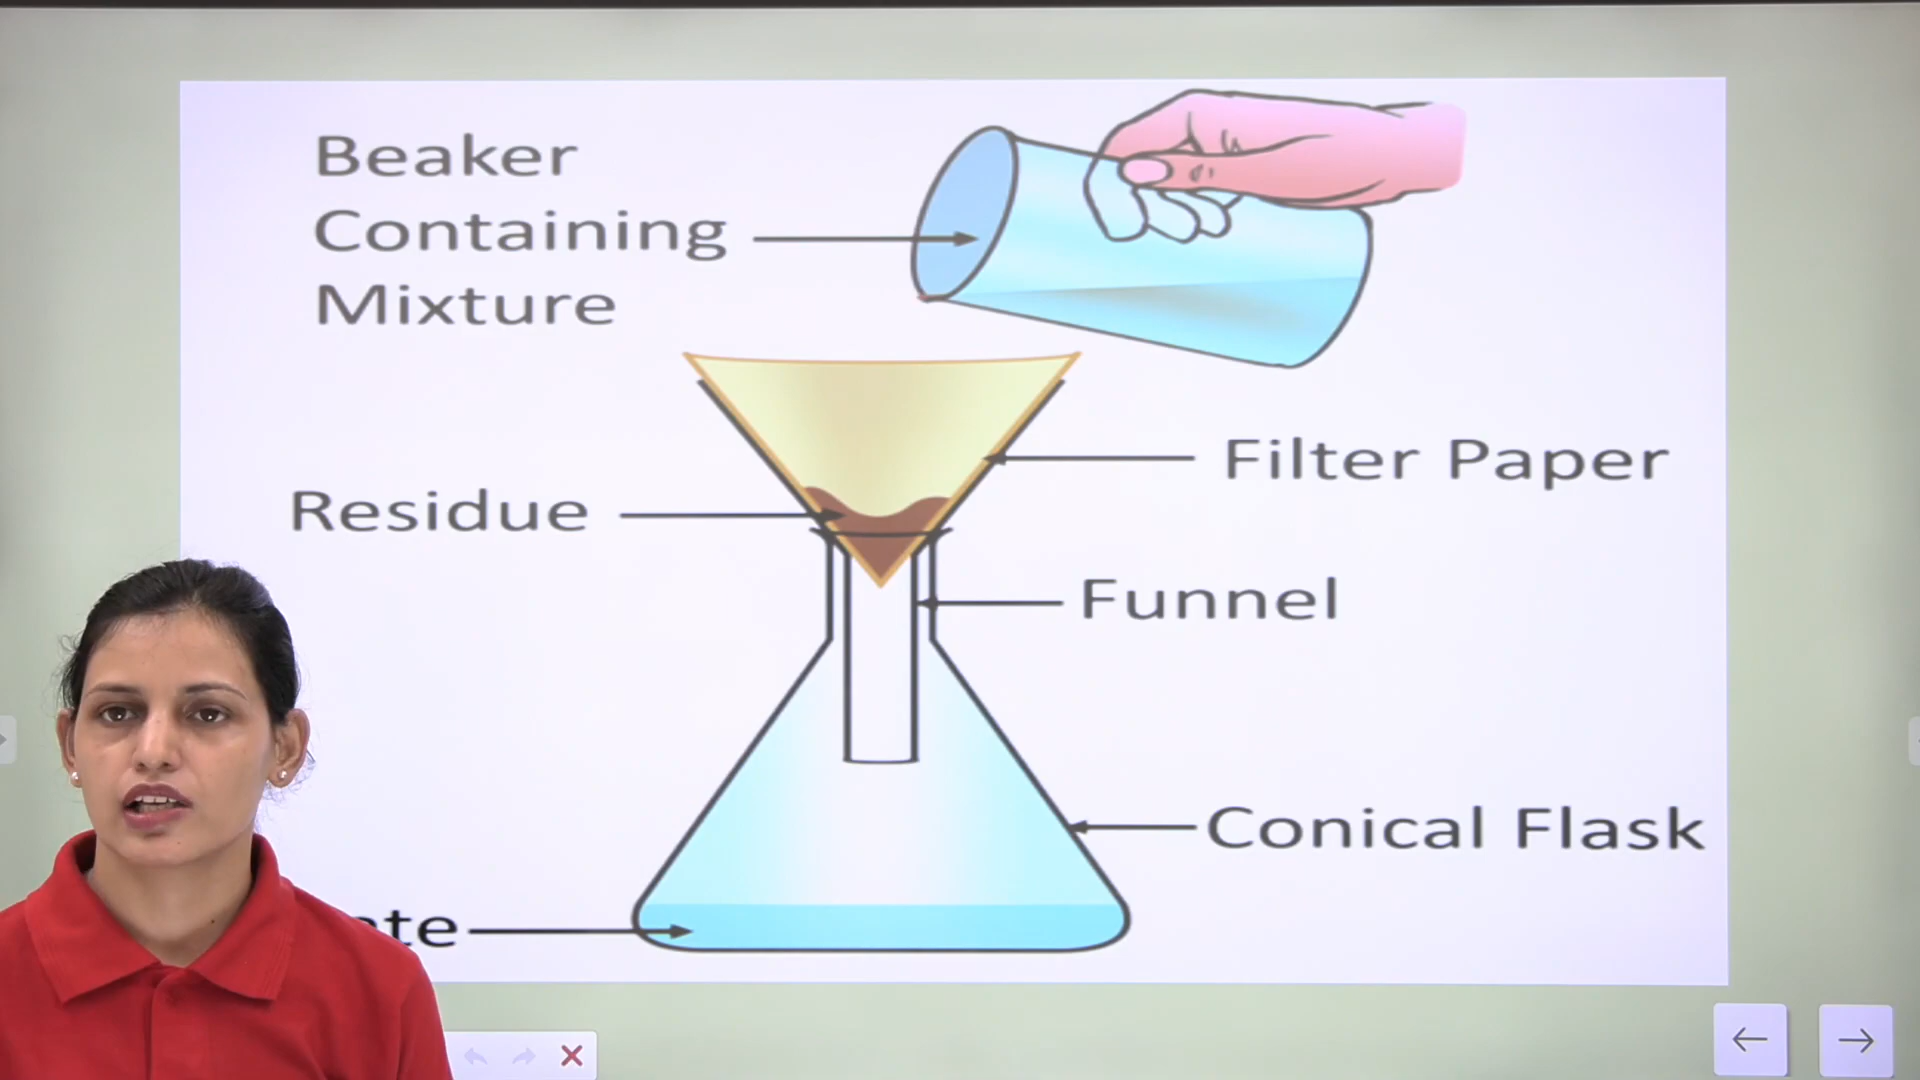 Beaker
Containing
Mixture
Filter Paper
Residue
Funnel
Conical Flask